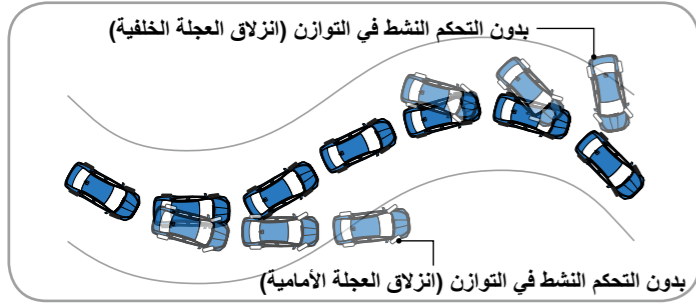 بدون التحكم النشط في التوازن (انزلاق العجلة الخلفية)
بدون التحكم النشط في التوازن (انزلاق العجلة الأمامية)